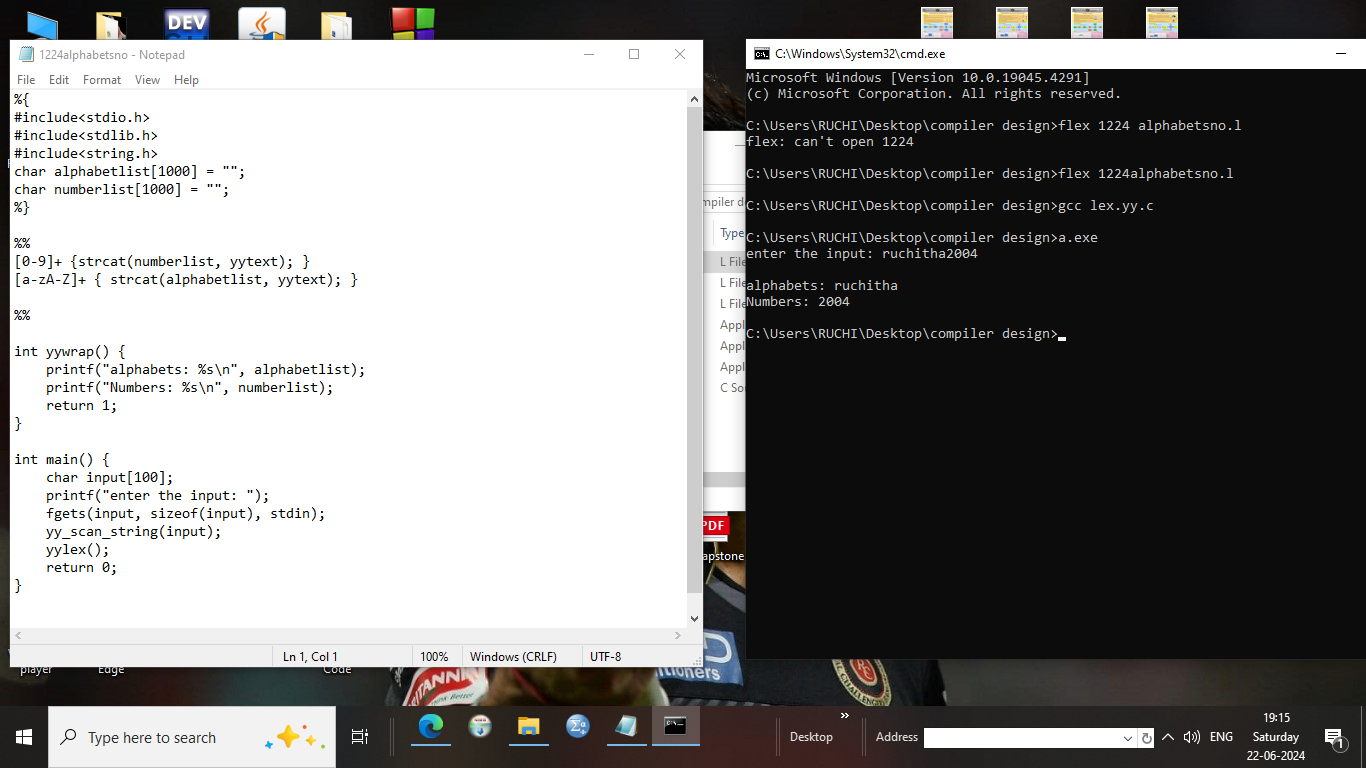 DEV
1224alphabetsno - Notepad
File Edit Format View Help
%{
#include<stdio.h>
#include<stdlib.h>
#include<string.h>
char alphabetlist[1000] = "";
char numberlist[1000] = "";
%}
%%
[0-9]+ {strcat(numberlist, yytext); }
[a-zA-Z]+ { strcat(alphabetlist, yytext); }
%%
int yywrap() {
    printf("alphabets: %s\n", alphabetlist);
    printf("Numbers: %s\n", numberlist);
    return 1;
}
int main() {
    char input[100];
    printf("enter the input: ");
    fgets(input, sizeof(input), stdin);
    yy_scan_string(input);
    yylex();
    return 0;
}
Ln 1, Col 1 100% Windows (CRLF) UTF-8
player Edge Code
mpiler d
Type
L File
L File
L File
Appl
Appl
Appl
C So
PDF
apstone
C:\Windows\System32\cmd.exe
Microsoft Windows [Version 10.0.19045.4291]
(c) Microsoft Corporation. All rights reserved.
C:\Users\RUCHI\Desktop\compiler design>flex 1224 alphabetsno.l
flex: can't open 1224
C:\Users\RUCHI\Desktop\compiler design>flex 1224alphabetsno.l
C:\Users\RUCHI\Desktop\compiler design>gcc lex.yy.c
C:\Users\RUCHI\Desktop\compiler design>a.exe
enter the input: ruchitha2004
alphabets: ruchitha
Numbers: 2004
C:\Users\RUCHI\Desktop\compiler design>
RITANNI
itioners
Type here to search
Desktop
Address
ENG
19:15
Saturday
22-06-2024
1